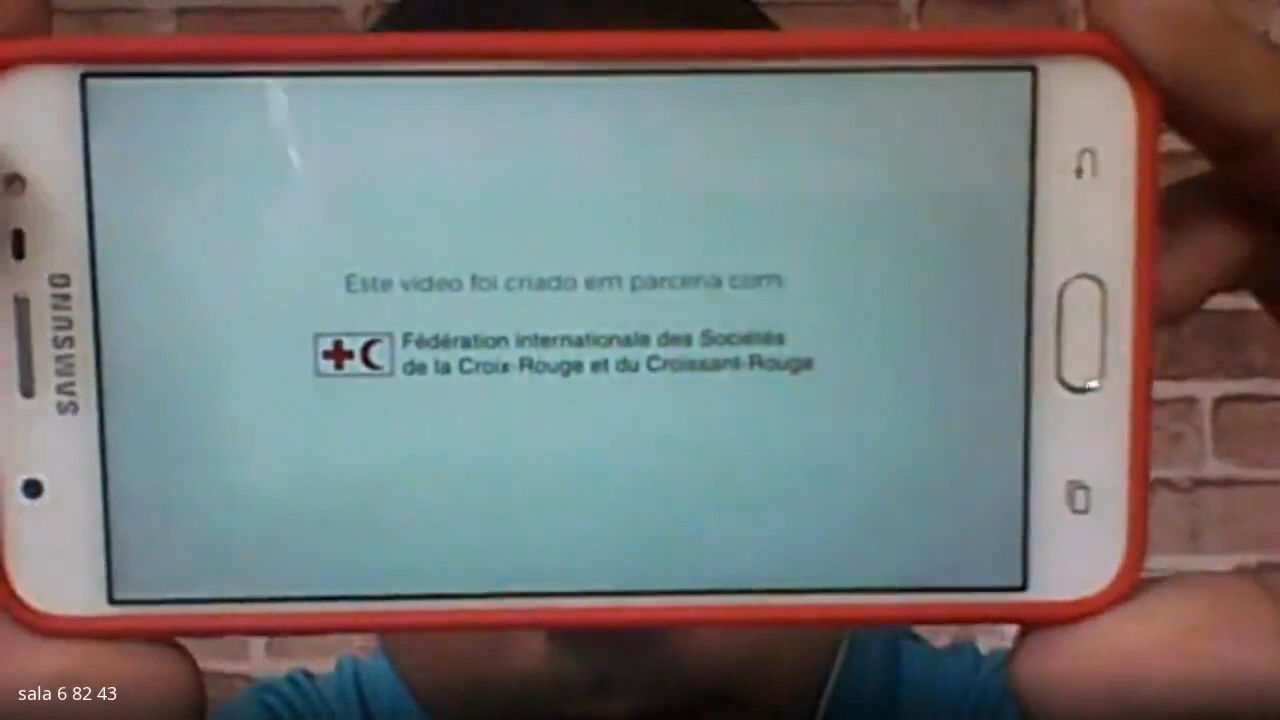 Este vídeo foi criado em parceria com:
Fédération internationale des Sociétés
de la Croix-Rouge et du Croissant-Rouge
SAMSUNG
sala 6 82 43